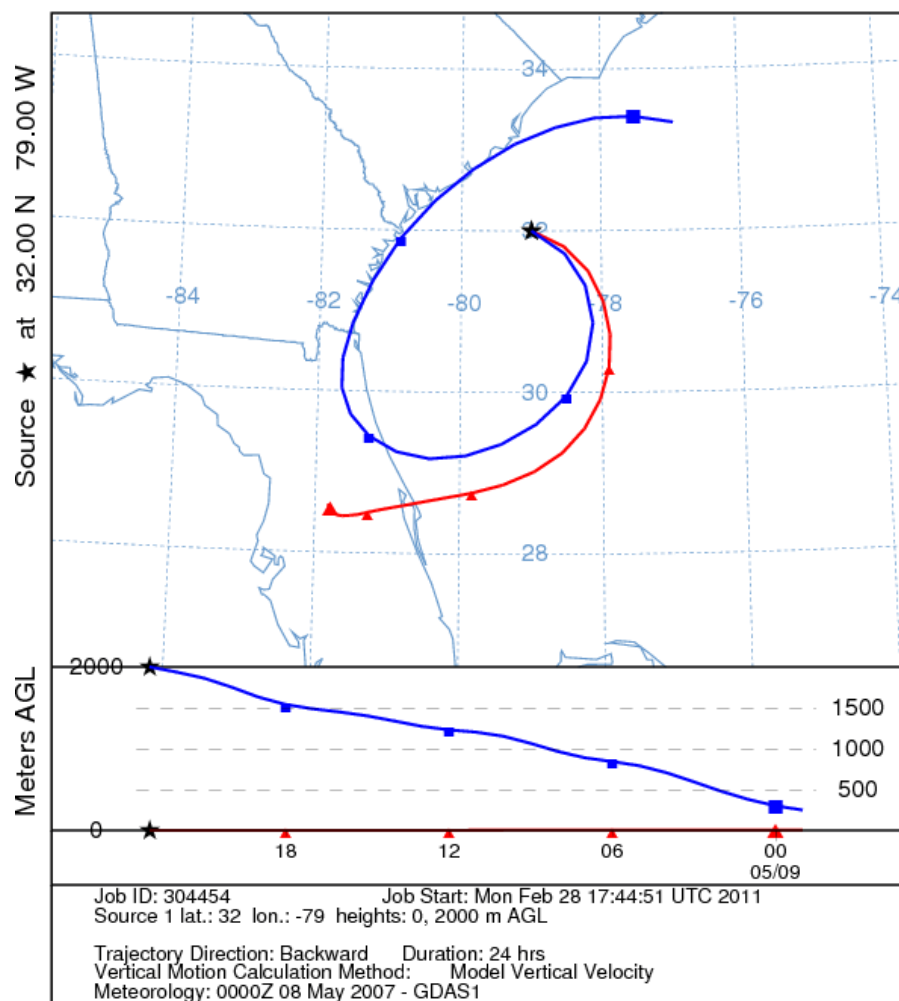 Source ★ at 32.00 N 79.00 W
34
32
-84
-82
-80
-78
-76
-74
30
28
Meters AGL
2000
1500
1000
500
0
18 12 06 00
05/09
Job ID: 304454 Job Start: Mon Feb 28 17:44:51 UTC 2011
Source 1 lat.: 32 lon.: -79 heights: 0, 2000 m AGL
Trajectory Direction: Backward Duration: 24 hrs
Vertical Motion Calculation Method: Model Vertical Velocity
Meteorology: 0000Z 08 May 2007 - GDAS1